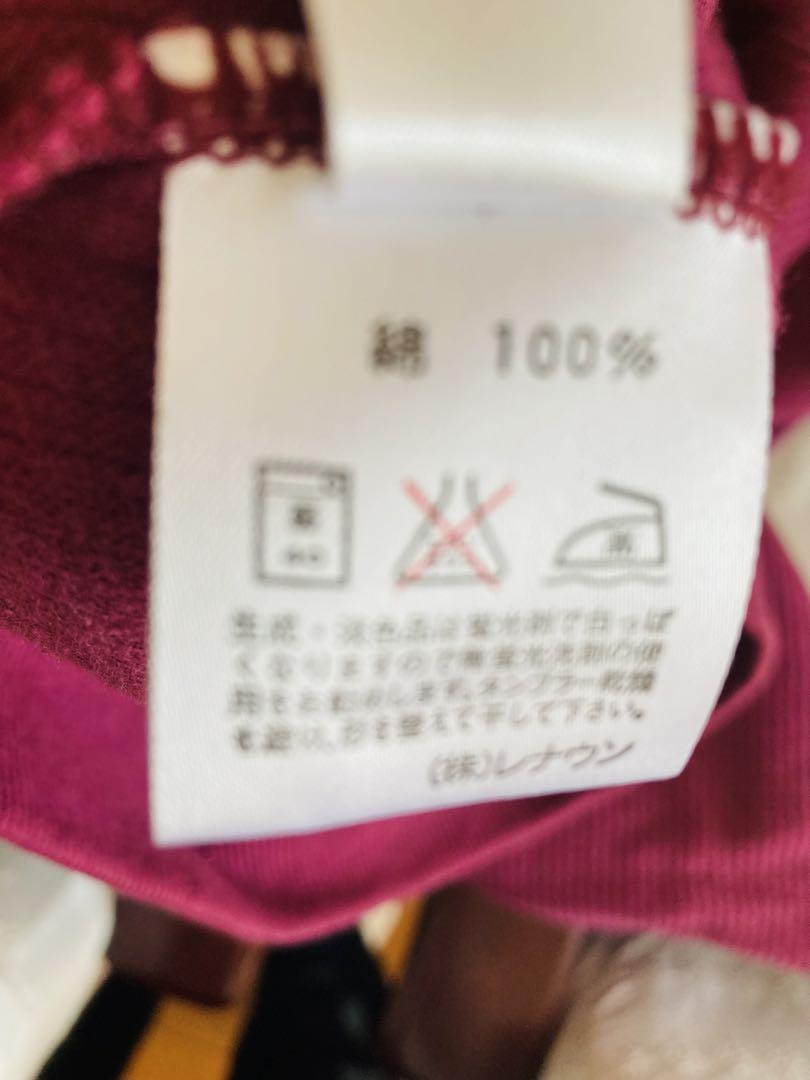 綿 100%
生成・淡色品は蛍光剤で白っぽ
くなりますので無蛍光洗剤の使
用をお勧めします。タンブラー乾燥
を避け、形を整えて干して下さい。
(株)レナウン